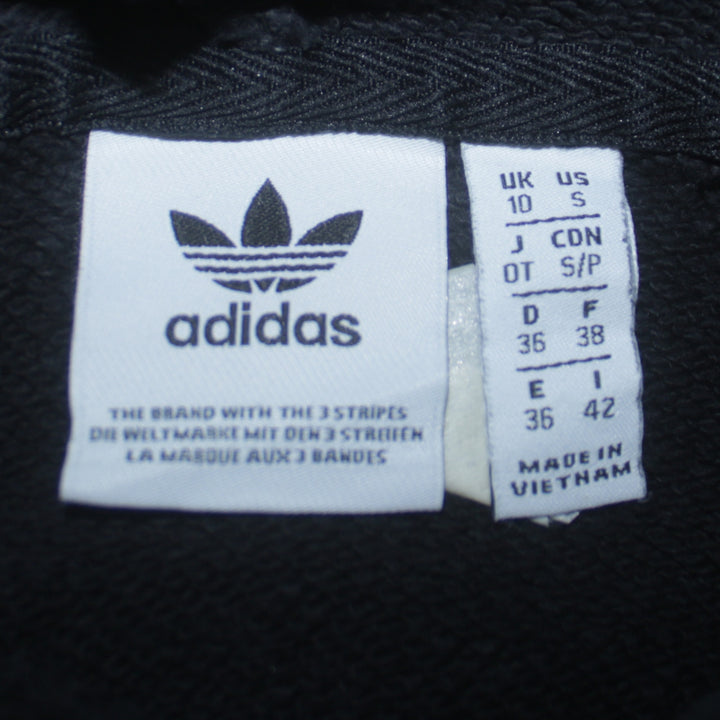 adidas
THE BRAND WITH THE 3 STRIPES
DIE WELTMARKE MIT DEN 3 STREIFEN
LA MARQUE AUX 3 BANDES
UK US
10 S
J CDN
OT S/P
D F
36 38
E I
36 42
MADE IN
VIETNAM